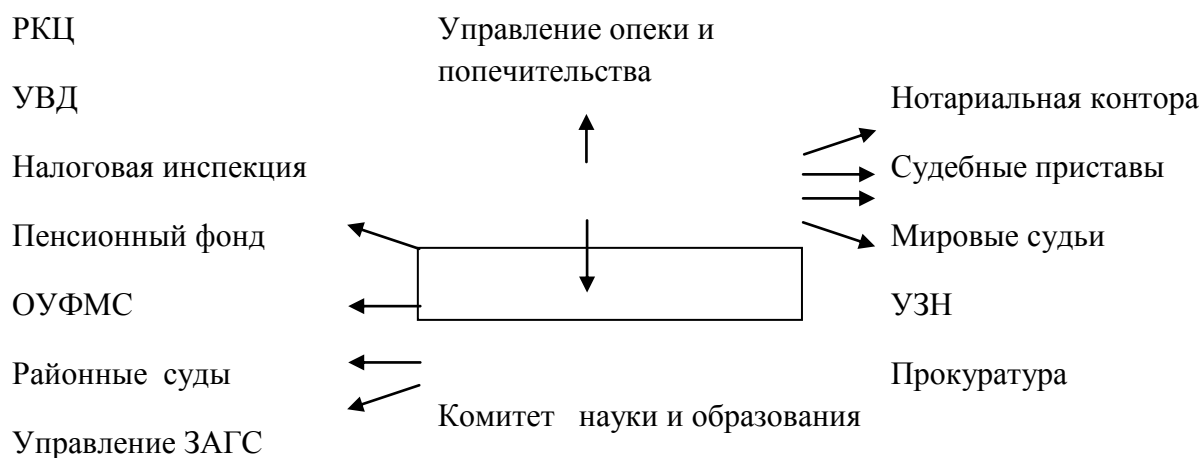 РКЦ
УВД
Налоговая инспекция
Пенсионный фонд
ОУФМС
Районные суды
Управление ЗАГС
Управление опеки и
попечительства
Комитет науки и образования
Нотариальная контора
Судебные приставы
Мировые судьи
УЗН
Прокуратура